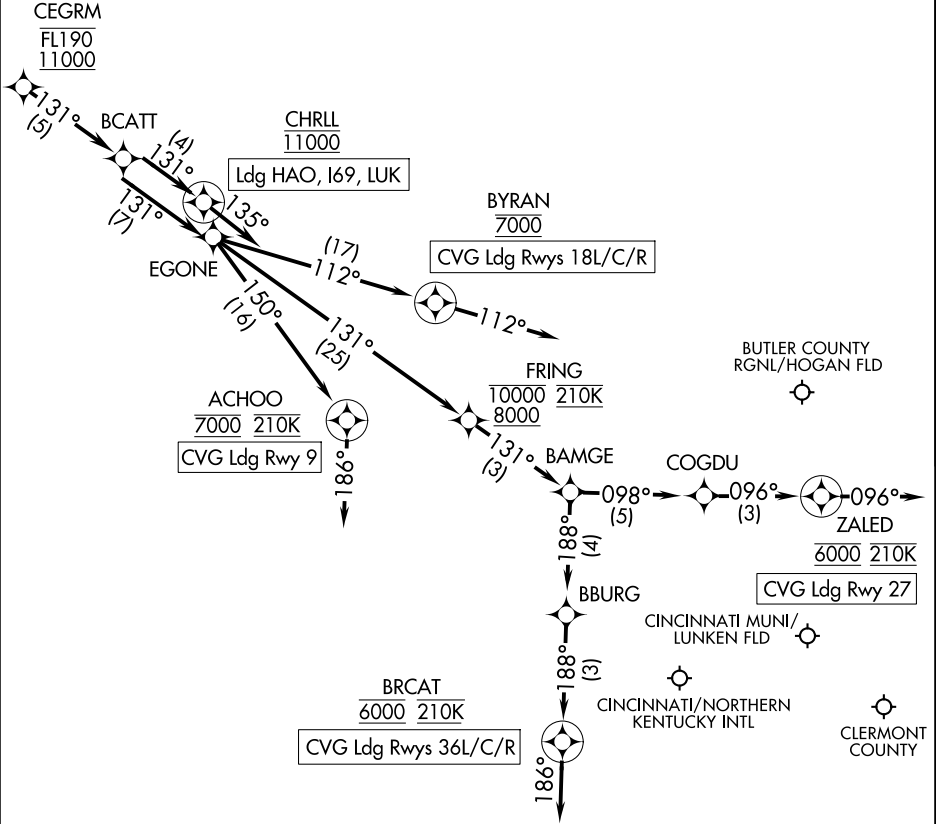 CEGRM
FL190
11000
131°
(5)
BCATT
(4)
131°
CHRLL
11000
Ldg HAO, I69, LUK
131°
(7)
135°
EGONE
(17)
112°
BYRAN
7000
CVG Ldg Rwys 18L/C/R
112°
150°
(16)
131°
(25)
BUTLER COUNTY
RGNL/HOGAN FLD
ACHOO
7000 210K
CVG Ldg Rwy 9
186°
FRING
10000 210K
8000
131°
(3)
BAMGE
098°
(5)
COGDU
096°
(3)
096°
ZALED
6000 210K
CVG Ldg Rwy 27
188°
(4)
BBURG
188°
(3)
CINCINNATI MUNI/
LUNKEN FLD
CINCINNATI/NORTHERN
KENTUCKY INTL
CLERMONT
COUNTY
BRCAT
6000 210K
CVG Ldg Rwys 36L/C/R
186°